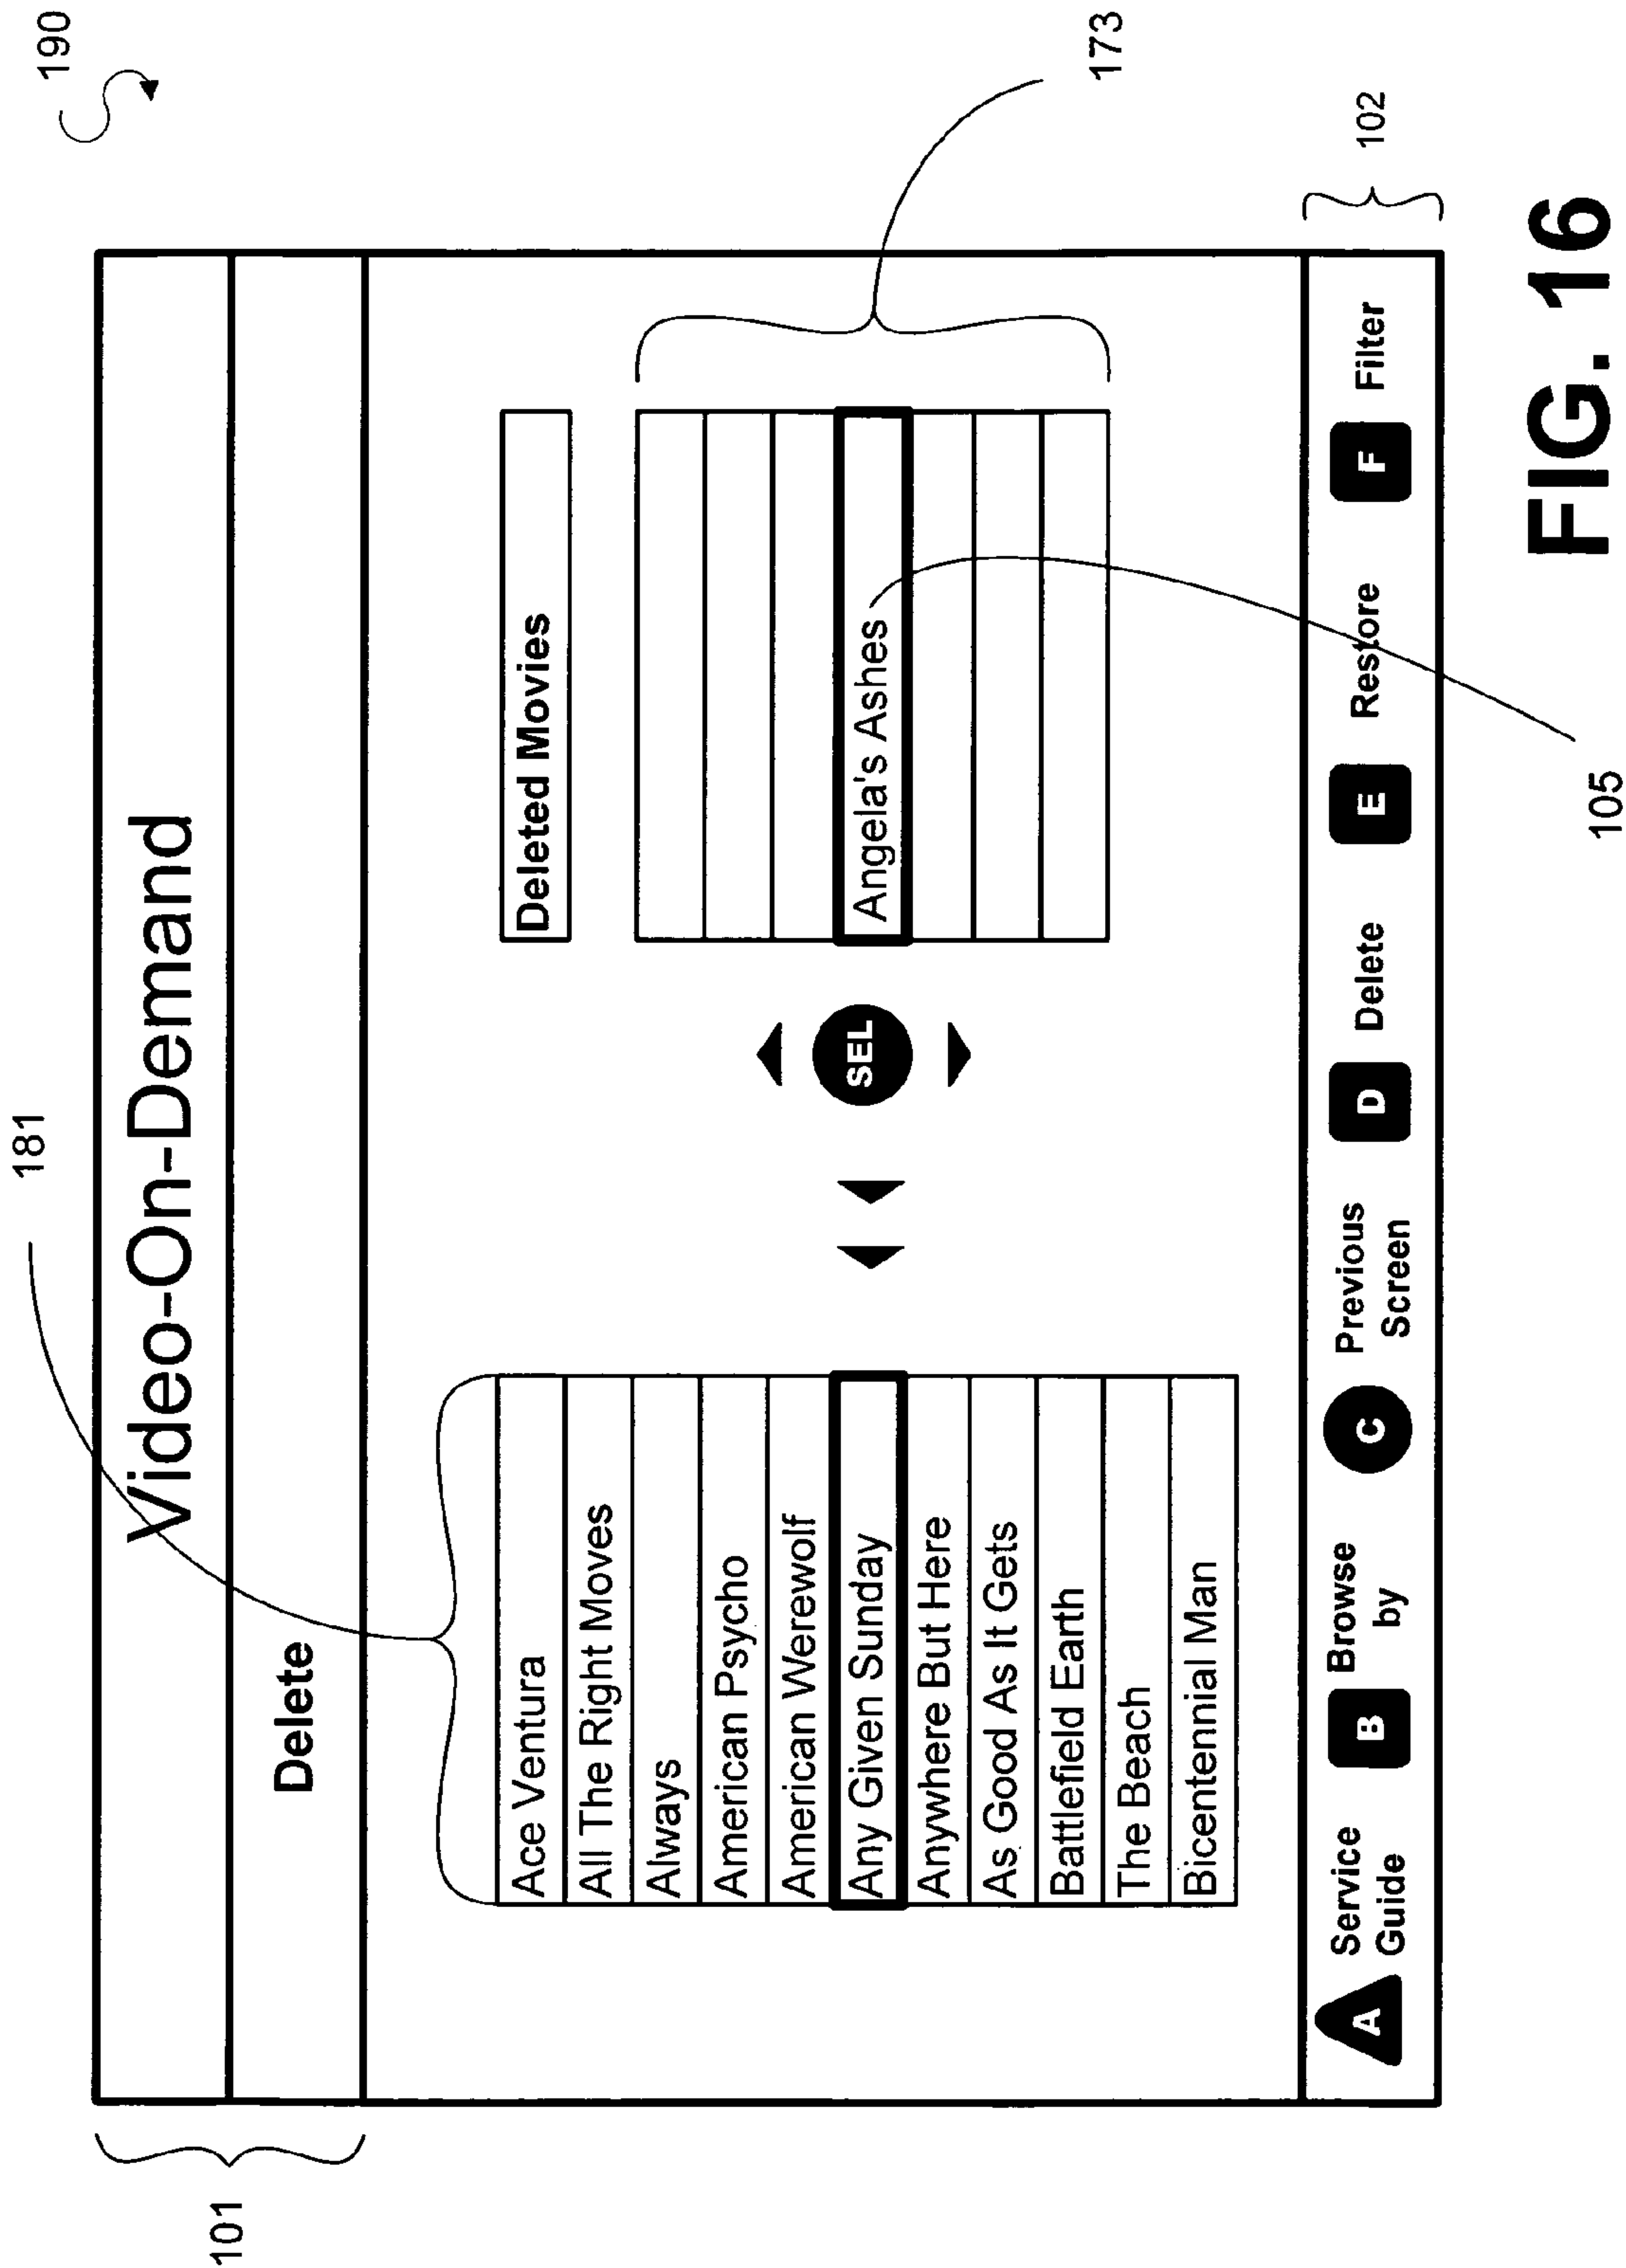 190
181
101
Video-On-Demand
Delete
Ace Ventura
All The Right Moves
Always
American Psycho
American Werewolf
Any Given Sunday
Anywhere But Here
As Good As It Gets
Battlefield Earth
The Beach
Bicentennial Man
SEL
Deleted Movies
Angela's Ashes
173
A Service Guide
B Browse by
C Previous Screen
D Delete
E Restore
F Filter
102
105
FIG. 16